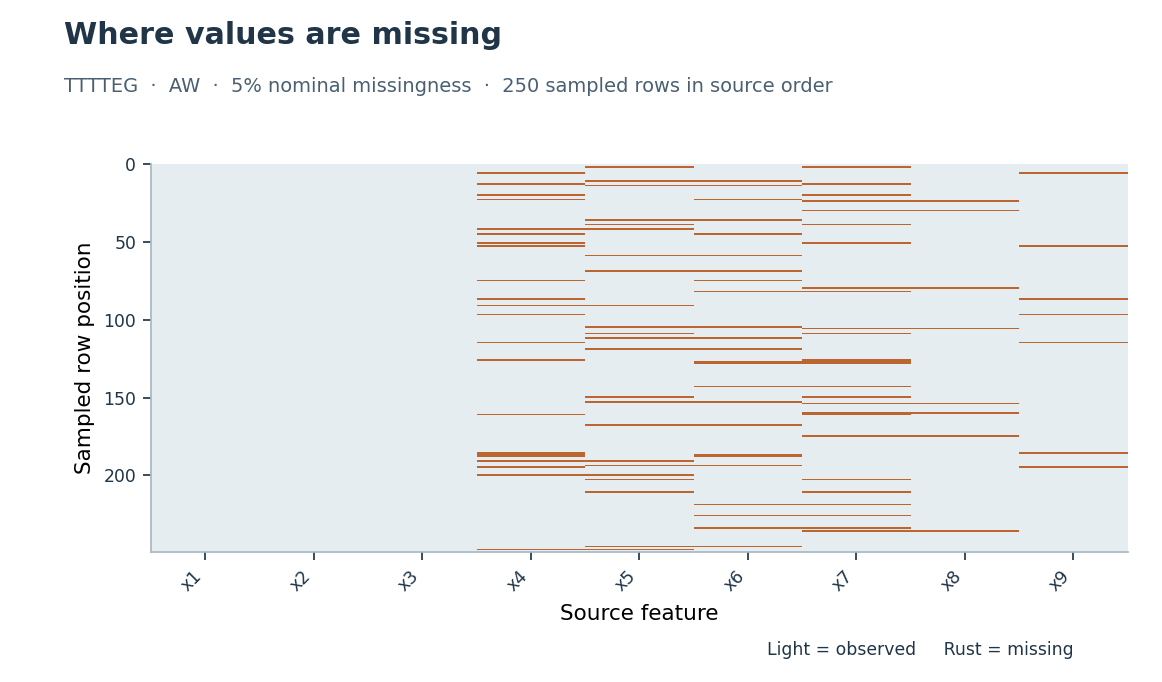 Where values are missing
TTTTEG · AW · 5% nominal missingness · 250 sampled rows in source order
0
50
100
150
200
Sampled row position
x1 x2 x3 x4 x5 x6 x7 x8 x9
Source feature
Light = observed Rust = missing